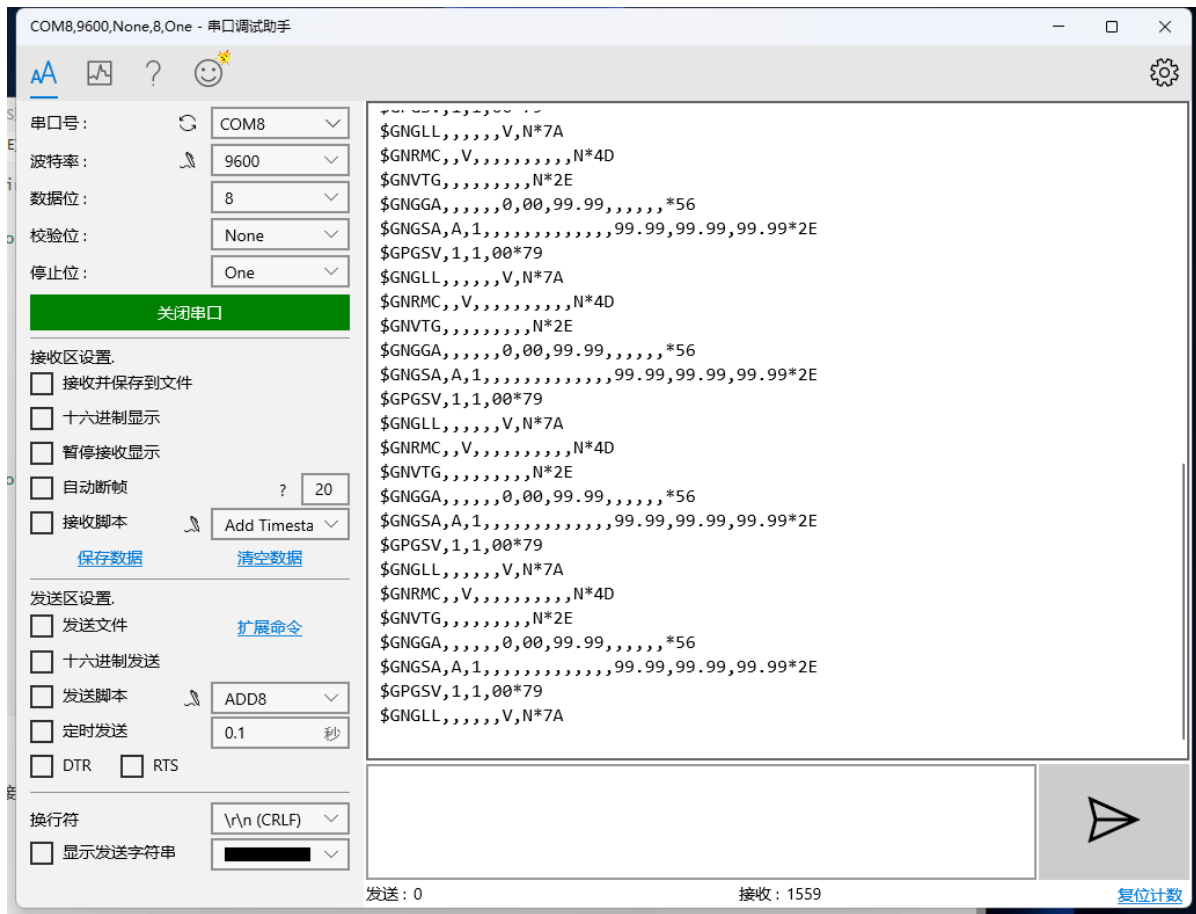 COM8,9600,None,8,One - 串口调试助手
串口号: COM8
波特率: 9600
数据位: 8
校验位: None
停止位: One
关闭串口
接收区设置.
接收并保存到文件
十六进制显示
暂停接收显示
自动断帧 ? 20
接收脚本 Add Timesta
保存数据 清空数据
发送区设置.
发送文件 扩展命令
十六进制发送
发送脚本 ADD8
定时发送 0.1 秒
DTR RTS
换行符 \r\n (CRLF)
显示发送字符串
$GPGSV,1,1,00*79
$GNGLL,,,,,,V,N*7A
$GNRMC,,V,,,,,,,,,,N*4D
$GNVTG,,,,,,,,,N*2E
$GNGGA,,,,,,0,00,99.99,,,,,,*56
$GNGSA,A,1,,,,,,,,,,,,,99.99,99.99,99.99*2E
$GPGSV,1,1,00*79
$GNGLL,,,,,,V,N*7A
$GNRMC,,V,,,,,,,,,,N*4D
$GNVTG,,,,,,,,,N*2E
$GNGGA,,,,,,0,00,99.99,,,,,,*56
$GNGSA,A,1,,,,,,,,,,,,,99.99,99.99,99.99*2E
$GPGSV,1,1,00*79
$GNGLL,,,,,,V,N*7A
$GNRMC,,V,,,,,,,,,,N*4D
$GNVTG,,,,,,,,,N*2E
$GNGGA,,,,,,0,00,99.99,,,,,,*56
$GNGSA,A,1,,,,,,,,,,,,,99.99,99.99,99.99*2E
$GPGSV,1,1,00*79
$GNGLL,,,,,,V,N*7A
$GNRMC,,V,,,,,,,,,,N*4D
$GNVTG,,,,,,,,,N*2E
$GNGGA,,,,,,0,00,99.99,,,,,,*56
$GNGSA,A,1,,,,,,,,,,,,,99.99,99.99,99.99*2E
$GPGSV,1,1,00*79
$GNGLL,,,,,,V,N*7A
发送: 0 接收: 1559 复位计数